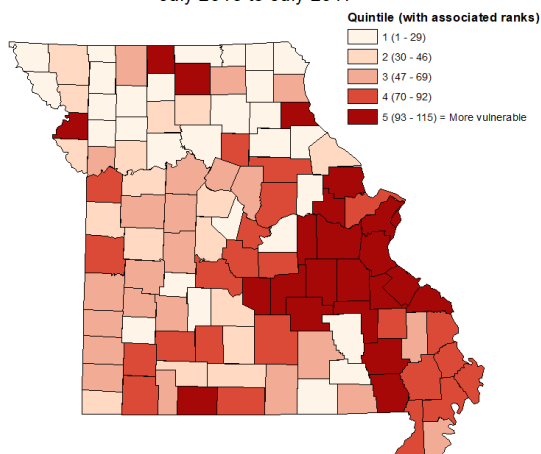 July 2015 to July 2017
Quintile (with associated ranks)
1 (1 - 29)
2 (30 - 46)
3 (47 - 69)
4 (70 - 92)
5 (93 - 115) = More vulnerable